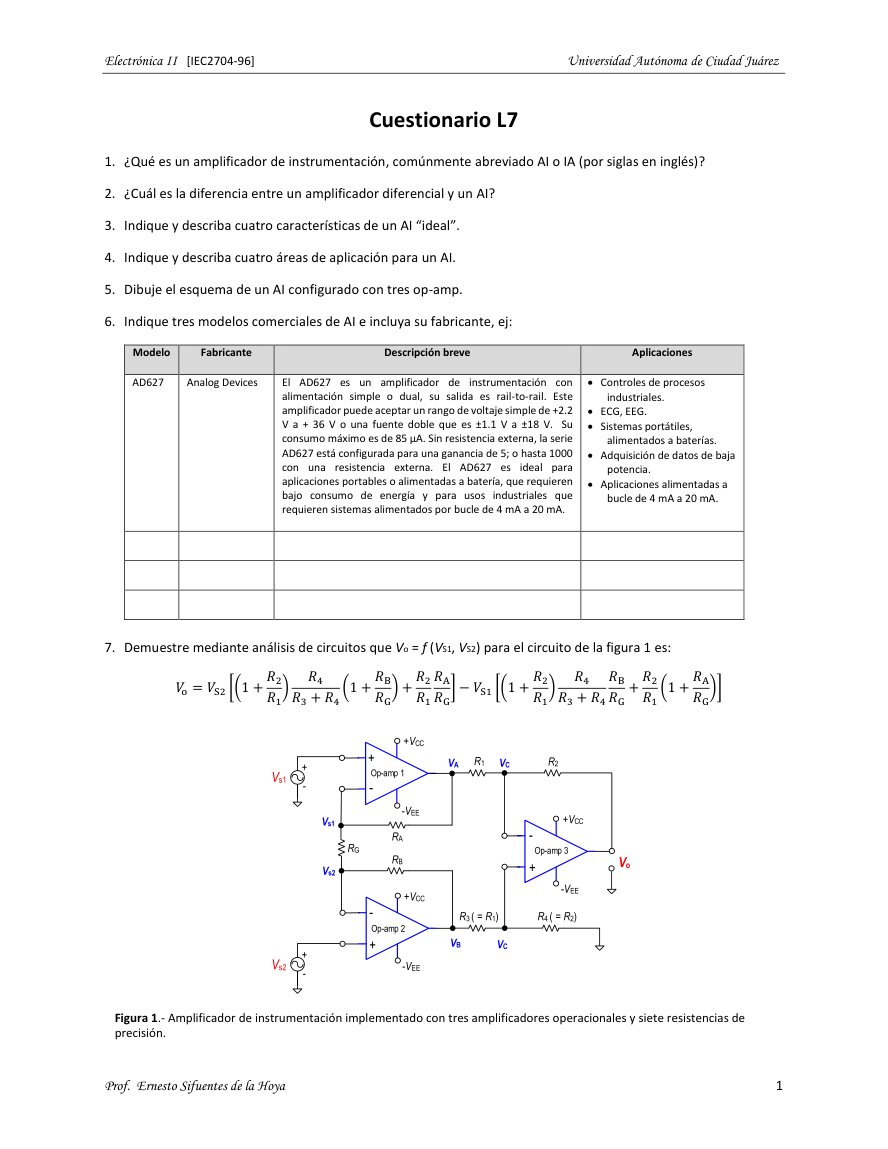 Electrónica II [IEC2704-96] Universidad Autónoma de Ciudad Juárez
Cuestionario L7
1. ¿Qué es un amplificador de instrumentación, comúnmente abreviado AI o IA (por siglas en inglés)?
2. ¿Cuál es la diferencia entre un amplificador diferencial y un AI?
3. Indique y describa cuatro características de un AI “ideal”.
4. Indique y describa cuatro áreas de aplicación para un AI.
5. Dibuje el esquema de un AI configurado con tres op-amp.
6. Indique tres modelos comerciales de AI e incluya su fabricante, ej:
Modelo Fabricante Descripción breve Aplicaciones
AD627 Analog Devices
El AD627 es un amplificador de instrumentación con
alimentación simple o dual, su salida es rail-to-rail. Este
amplificador puede aceptar un rango de voltaje simple de +2.2
V a + 36 V o una fuente doble que es ±1.1 V a ±18 V. Su
consumo máximo es de 85 µA. Sin resistencia externa, la serie
AD627 está configurada para una ganancia de 5; o hasta 1000
con una resistencia externa. El AD627 es ideal para
aplicaciones portables o alimentadas a batería, que requieren
bajo consumo de energía y para usos industriales que
requieren sistemas alimentados por bucle de 4 mA a 20 mA.
• Controles de procesos
industriales.
• ECG, EEG.
• Sistemas portátiles,
alimentados a baterías.
• Adquisición de datos de baja
potencia.
• Aplicaciones alimentadas a
bucle de 4 mA a 20 mA.
7. Demuestre mediante análisis de circuitos que Vo = f (VS1, VS2) para el circuito de la figura 1 es:
Vo = VS2 [(1 + R2/R1) R4/(R3 + R4) (1 + RB/RG) + R2/R1 RA/RG] − VS1 [(1 + R2/R1) R4/(R3 + R4) RB/RG + R2/R1 (1 + RA/RG)]
+VCC
Vs1 + - + - Op-amp 1 VA R1 VC R2
-VEE
Vs1 RA
+VCC
RG
RB
Vs2
- + Op-amp 3 Vo
-VEE
+VCC
- + Op-amp 2 R3 ( = R1) R4 ( = R2)
VB VC
Vs2 + - -VEE
Figura 1.- Amplificador de instrumentación implementado con tres amplificadores operacionales y siete resistencias de
precisión.
Prof. Ernesto Sifuentes de la Hoya 1